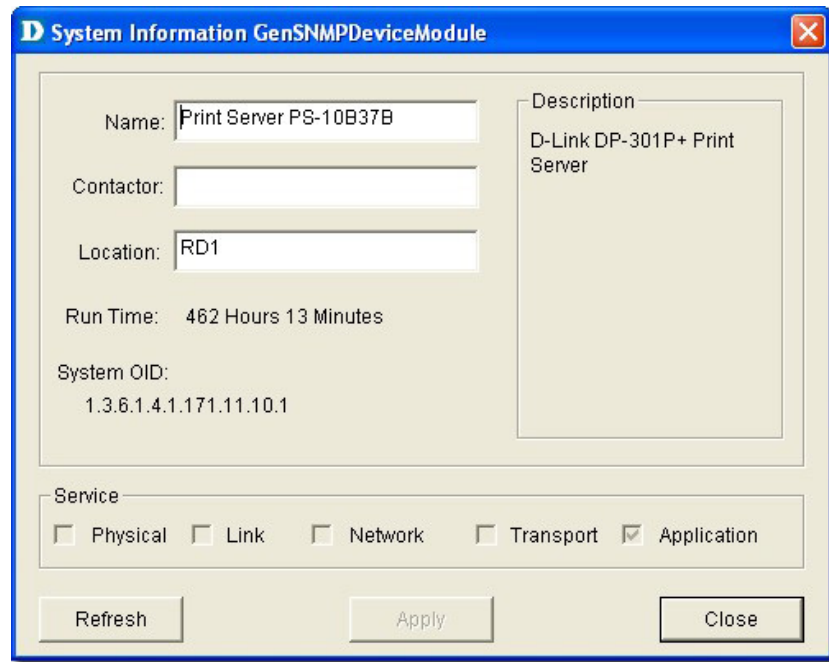 D System Information GenSNMPDeviceModule
Name: Print Server PS-10B37B
Contactor:
Location: RD1
Run Time: 462 Hours 13 Minutes
System OID:
1.3.6.1.4.1.171.11.10.1
Description
D-Link DP-301P+ Print
Server
Service
Physical Link Network Transport Application
Refresh Apply Close